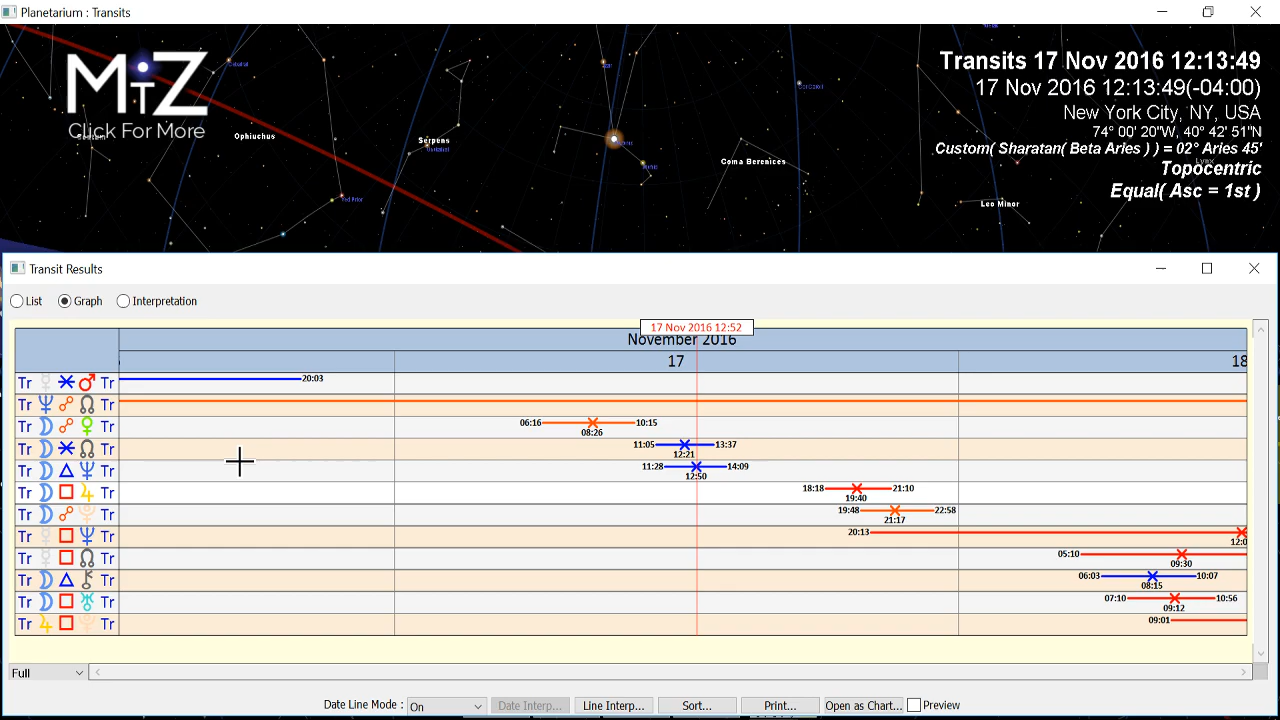 Planetarium : Transits
MTZ
Click For More
Transits 17 Nov 2016 12:13:49
17 Nov 2016 12:13:49(-04:00)
New York City, NY, USA
74° 00' 20"W, 40° 42' 51"N
Custom( Sharatan( Beta Aries ) ) = 02° Aries 45'
Topocentric
Equal( Asc = 1st )
Ophiuchus
Serpens
Coma Berenices
Lynx
Leo Minor
Transit Results
List
Graph
Interpretation
17 Nov 2016 12:52
November 2016
17
18
Tr ⚹ ♂ Tr 20:03
Tr ♆ ☍ ☊ Tr
Tr ☽ ☍ ♀ Tr 06:16 08:26 10:15
Tr ☽ ⚹ ☊ Tr 11:05 12:21 13:37
Tr ☽ △ ♆ Tr 11:28 12:50 14:09
Tr ☽ □ ♃ Tr 18:18 19:40 21:10
Tr ☽ ☍ Tr 19:48 21:17 22:58
Tr □ ♆ Tr 20:13 12:0
Tr □ ☊ Tr 05:10 09:30
Tr ☽ △ ⚷ Tr 06:03 08:15 10:07
Tr ☽ □ ♅ Tr 07:10 09:12 10:56
Tr ♃ □ Tr 09:01
Full
Date Line Mode :
On
Date Interp...
Line Interp...
Sort...
Print...
Open as Chart...
Preview